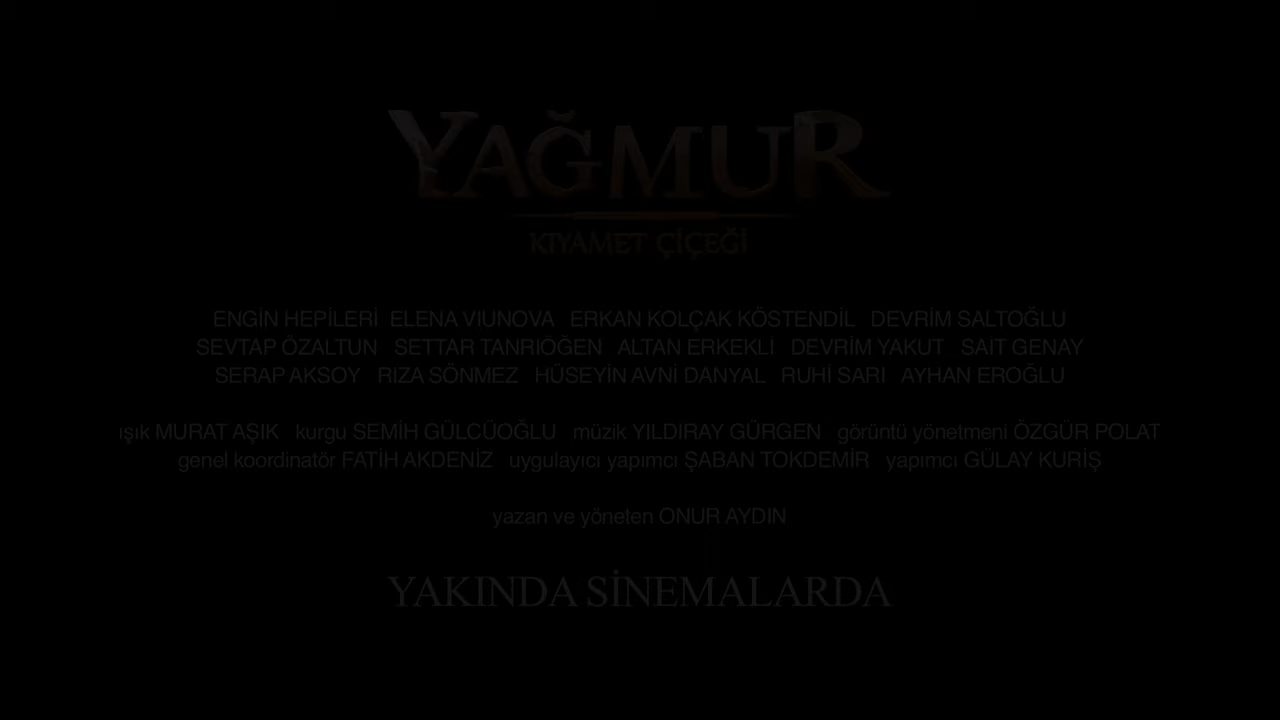 YAĞMUR
KIYAMET ÇİÇEĞİ
ENGİN HEPİLERİ ELENA VIUNOVA ERKAN KOLÇAK KÖSTENDİL DEVRİM SALTOĞLU
SEVTAP ÖZALTUN SETTAR TANRIÖĞEN ALTAN ERKEKLİ DEVRİM YAKUT SAIT GENAY
SERAP AKSOY RIZA SÖNMEZ HÜSEYİN AVNİ DANYAL RUHİ SARI AYHAN EROĞLU
ışık MURAT AŞIK kurgu SEMİH GÜLCÜOĞLU müzik YILDIRAY GÜRGEN görüntü yönetmeni ÖZGÜR POLAT
genel koordinatör FATİH AKDENİZ uygulayıcı yapımcı ŞABAN TOKDEMİR yapımcı GÜLAY KURİŞ
yazan ve yöneten ONUR AYDIN
YAKINDA SİNEMALARDA